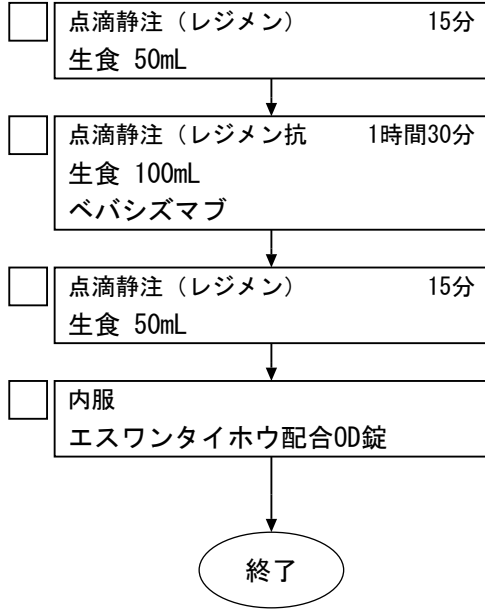 点滴静注（レジメン） 15分
生食 50mL
点滴静注（レジメン抗 1時間30分
生食 100mL
ベバシズマブ
点滴静注（レジメン） 15分
生食 50mL
内服
エスワンタイホウ配合OD錠
終了